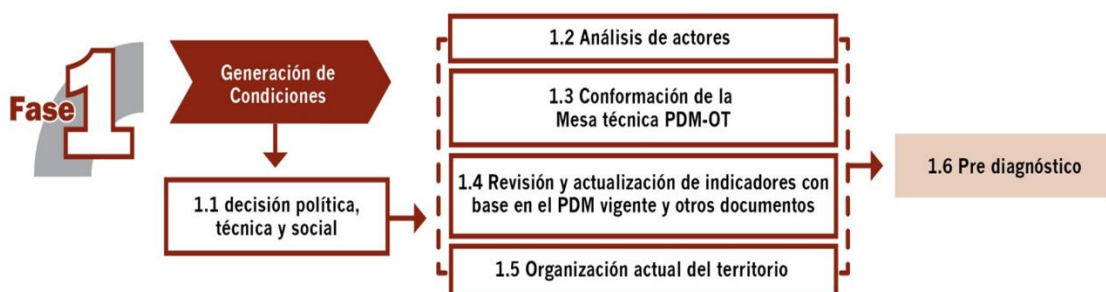 Fase 1
Generación de
Condiciones
1.1 decisión política,
técnica y social
1.2 Análisis de actores
1.3 Conformación de la
Mesa técnica PDM-OT
1.4 Revisión y actualización de indicadores con
base en el PDM vigente y otros documentos
1.5 Organización actual del territorio
1.6 Pre diagnóstico